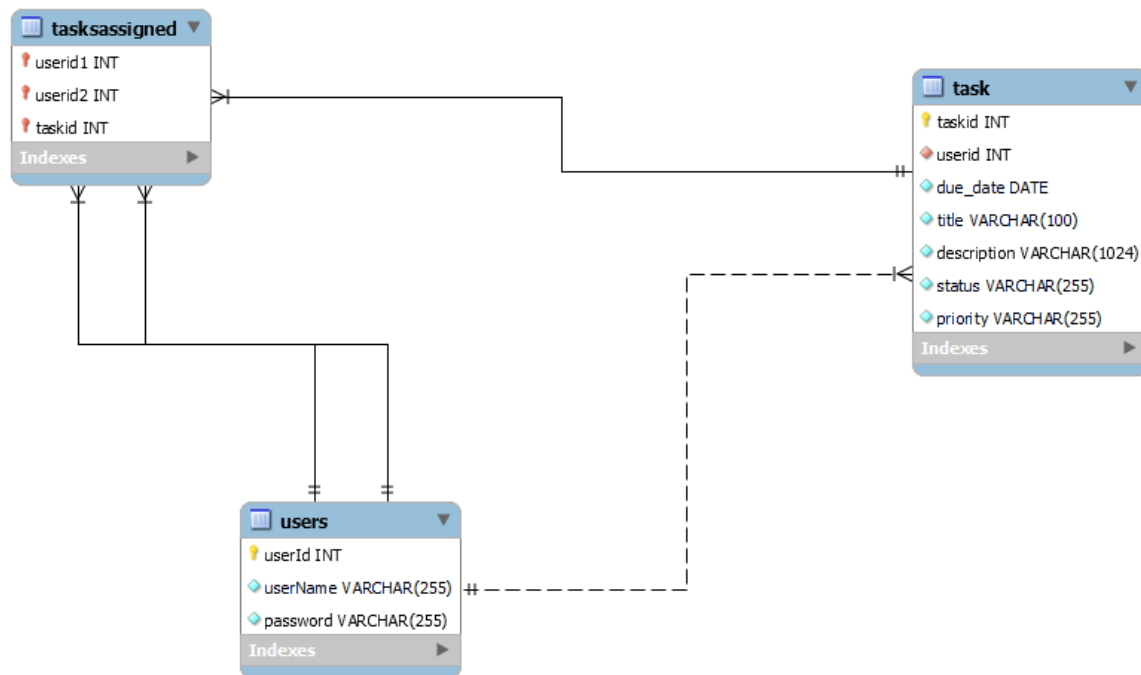 tasksassigned
userid1 INT
userid2 INT
taskid INT
Indexes
task
taskid INT
userid INT
due_date DATE
title VARCHAR(100)
description VARCHAR(1024)
status VARCHAR(255)
priority VARCHAR(255)
Indexes
users
userId INT
userName VARCHAR(255)
password VARCHAR(255)
Indexes